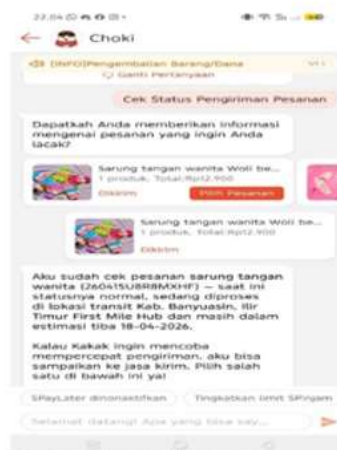 22.04
Choki
[INFO]Pengembalian Barang/Dana
Ganti Pertanyaan
Cek Status Pengiriman Pesanan
Dapatkah Anda memberikan informasi
mengenai pesanan yang ingin Anda
lacak?
Sarung tangan wanita Woli be...
1 produk, Total:Rp12.900
Dikirim
Pilih Pesanan
Sarung tangan wanita Woli be...
1 produk, Total:Rp12.900
Dikirim
Aku sudah cek pesanan sarung tangan
wanita (260415U8R8MXHF) – saat ini
statusnya normal, sedang diproses
di lokasi transit Kab. Banyuasin, Ilir
Timur First Mile Hub dan masih dalam
estimasi tiba 18-04-2026.
Kalau Kakak ingin mencoba
mempercepat pengiriman, aku bisa
sampaikan ke jasa kirim. Pilih salah
satu di bawah ini ya!
SPayLater dinonaktifkan
Tingkatkan limit SPinjam
Selamat datang! Apa yang bisa say...